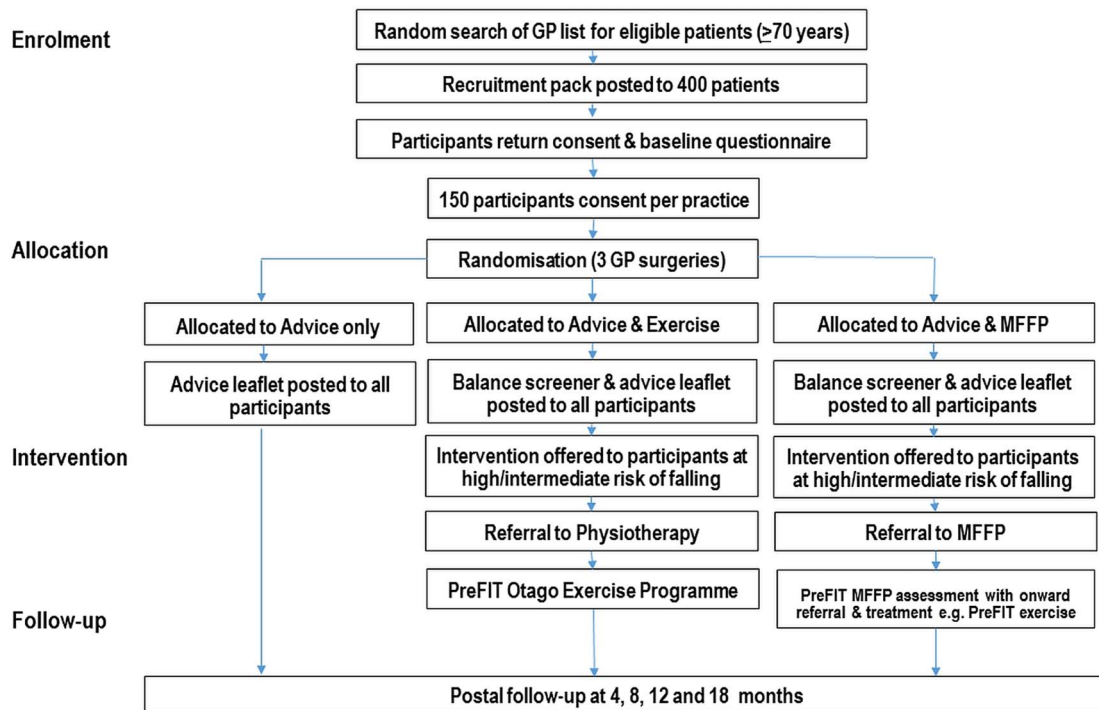 Enrolment
Random search of GP list for eligible patients (≥70 years)
Recruitment pack posted to 400 patients
Participants return consent & baseline questionnaire
150 participants consent per practice
Allocation
Randomisation (3 GP surgeries)
Allocated to Advice only
Allocated to Advice & Exercise
Allocated to Advice & MFFP
Advice leaflet posted to all
participants
Balance screener & advice leaflet
posted to all participants
Balance screener & advice leaflet
posted to all participants
Intervention
Intervention offered to participants
at high/intermediate risk of falling
Intervention offered to participants
at high/intermediate risk of falling
Referral to Physiotherapy
Referral to MFFP
PreFIT Otago Exercise Programme
PreFIT MFFP assessment with onward
referral & treatment e.g. PreFIT exercise
Follow-up
Postal follow-up at 4, 8, 12 and 18 months